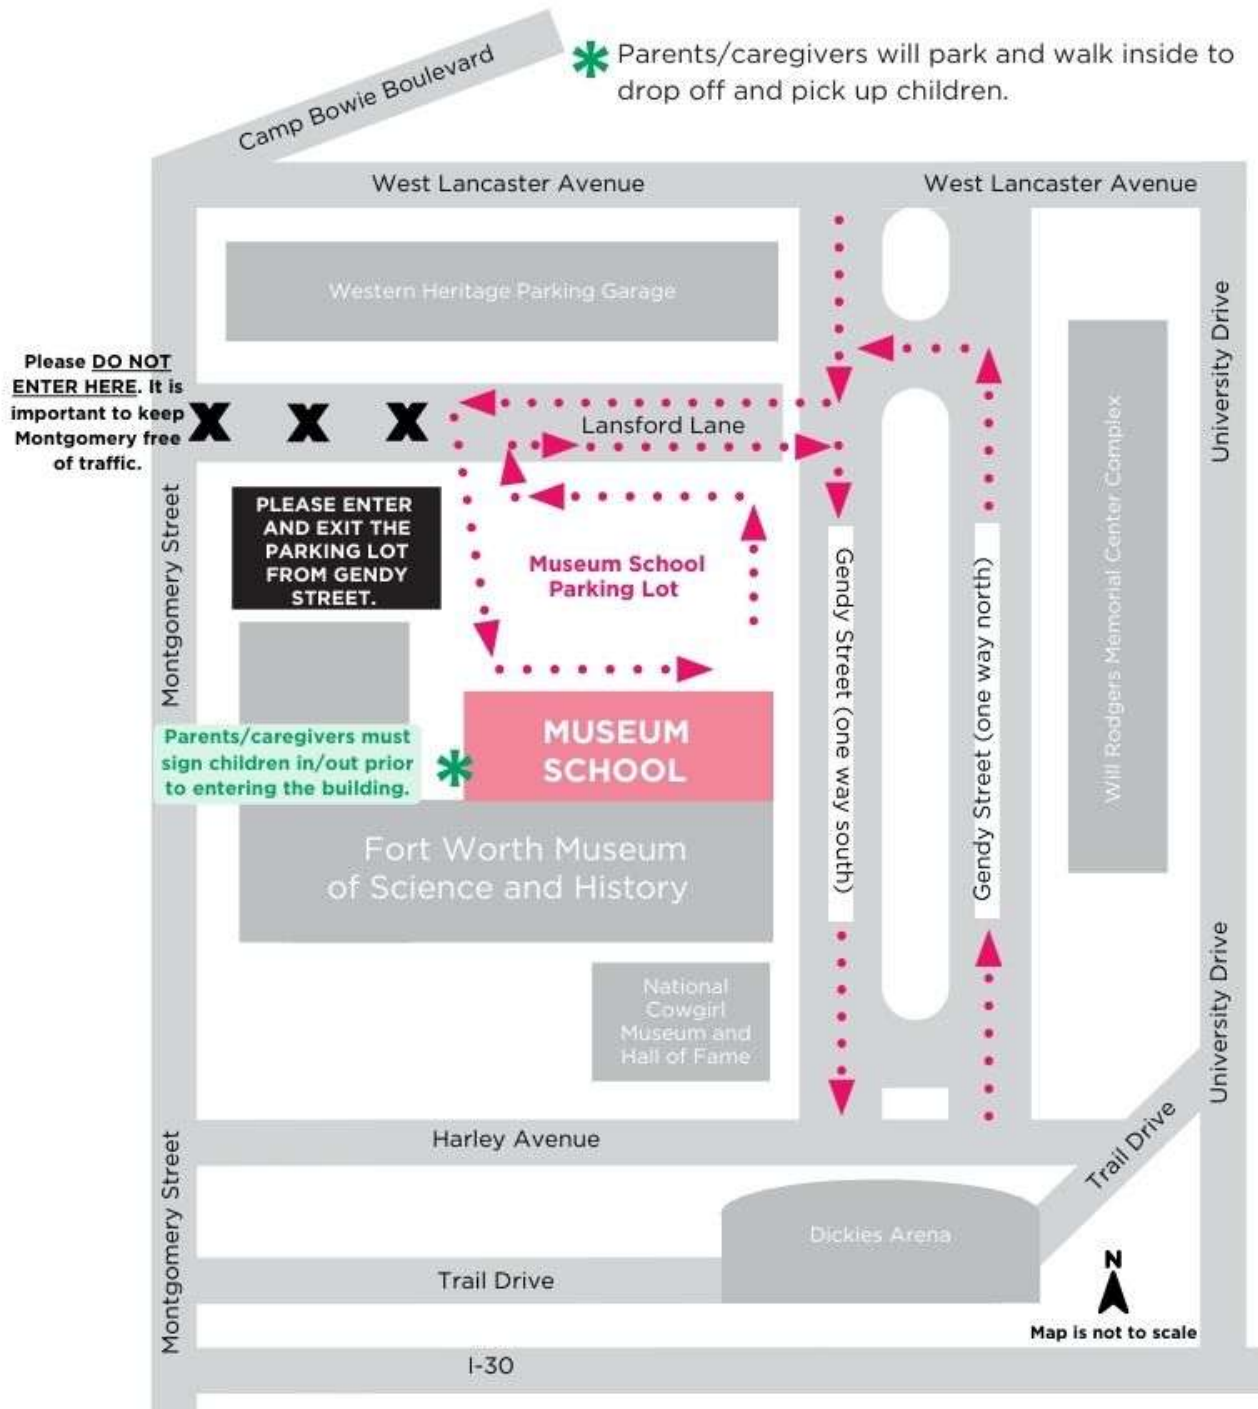 Camp Bowie Boulevard
* Parents/caregivers will park and walk inside to
drop off and pick up children.
West Lancaster Avenue
West Lancaster Avenue
Western Heritage Parking Garage
University Drive
Please DO NOT
ENTER HERE. It is
important to keep
Montgomery free
of traffic.
X X X
Lansford Lane
Montgomery Street
PLEASE ENTER
AND EXIT THE
PARKING LOT
FROM GENDY
STREET.
Museum School
Parking Lot
Gendy Street (one way south)
Gendy Street (one way north)
Will Rodgers Memorial Center Complex
Parents/caregivers must
sign children in/out prior
to entering the building.
*
MUSEUM
SCHOOL
Fort Worth Museum
of Science and History
National
Cowgirl
Museum and
Hall of Fame
University Drive
Harley Avenue
Trail Drive
Montgomery Street
Dickies Arena
Trail Drive
N
Map is not to scale
I-30